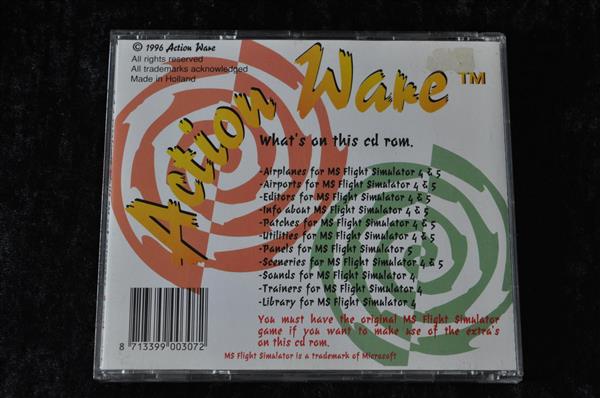 © 1996 Action Ware
All rights reserved
All trademarks acknowledged
Made in Holland
Action Ware™
What's on this cd rom.
-Airplanes for MS Flight Simulator 4 & 5
-Airports for MS Flight Simulator 4 & 5
-Editors for MS Flight Simulator 4 & 5
-Info about MS Flight Simulator 4 & 5
-Patches for MS Flight Simulator 4 & 5
-Utilities for MS Flight Simulator 4 & 5
-Panels for MS Flight Simulator 5
-Sceneries for MS Flight Simulator 4 & 5
-Sounds for MS Flight Simulator 4
-Trainers for MS Flight Simulator 4
-Library for MS Flight Simulator 4
You must have the original MS Flight Simulator
game if you want to make use of the extra's
on this cd rom.
MS Flight Simulator is a trademark of Microsoft
8 713399 003072